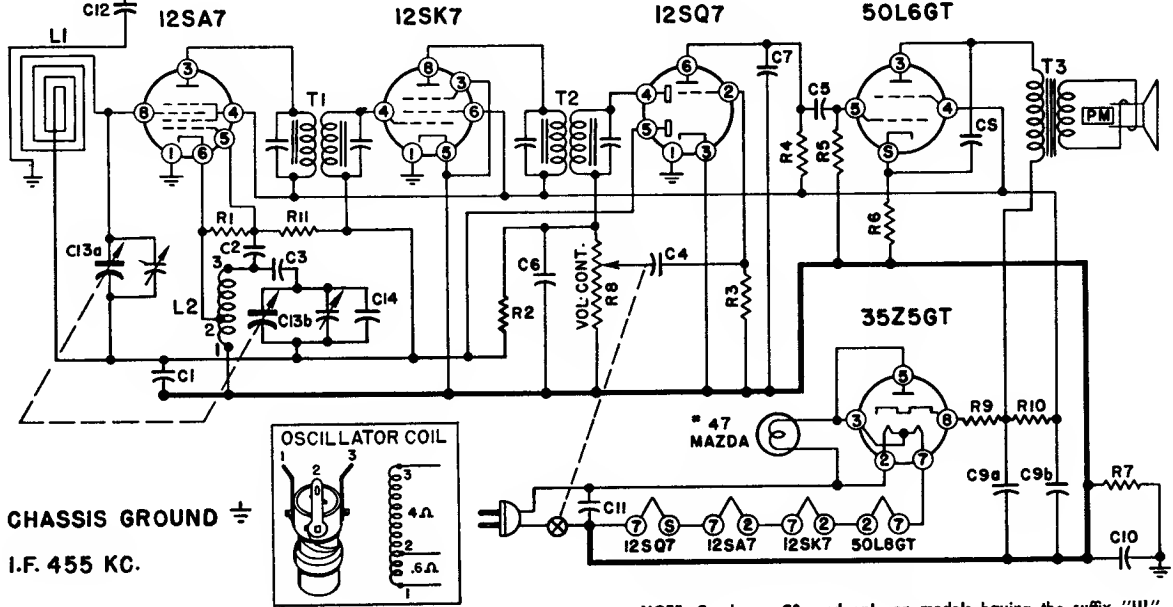 C12
12SA7
12SK7
12SQ7
50L6GT
L1
3
8
4
5
1
6
T1
8
3
4
6
1
5
T2
6
4
2
5
1
3
C7
C5
3
5
4
S
CS
T3
PM
R4
R5
R6
R1
R11
C2
C3
C13a
3
L2
2
1
C13b
C14
R2
C6
VOL. CONT.
R8
C4
R3
C1
35Z5GT
5
3
8
2
7
R9
R10
# 47
MAZDA
C9a
C9b
R7
C10
C11
7
S
7
2
7
2
2
7
12SQ7
12SA7
12SK7
50L8GT
OSCILLATOR COIL
1
2
3
3
4Ω
2
.6Ω
1
CHASSIS GROUND
I.F. 455 KC.